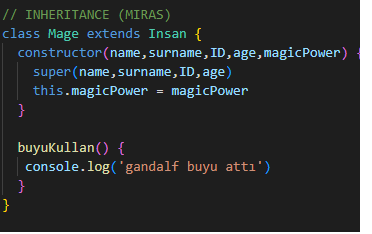 // INHERITANCE (MIRAS)
class Mage extends Insan {
  constructor(name,surname,ID,age,magicPower) {
    super(name,surname,ID,age)
    this.magicPower = magicPower
  }
  buyuKullan() {
   console.log('gandalf buyu attı')
  }
}